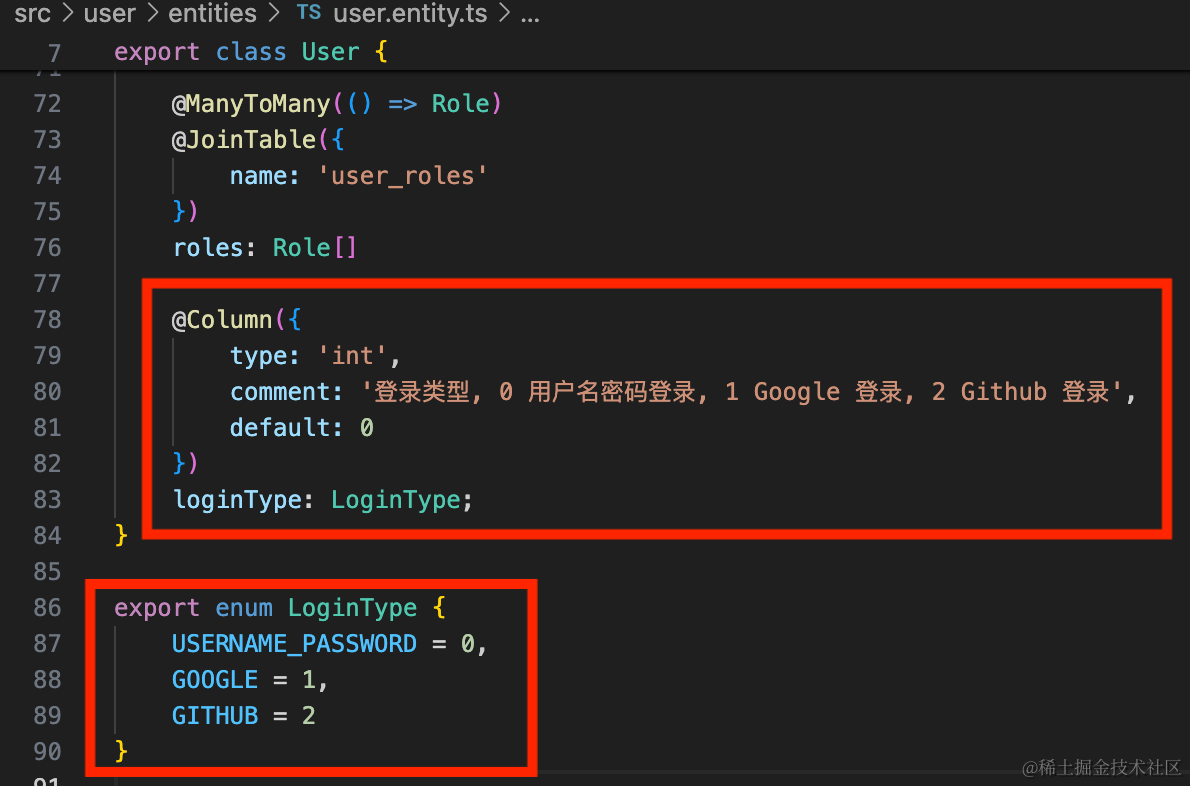 src > user > entities > TS user.entity.ts > ...
7 export class User {
71
72 @ManyToMany(() => Role)
73 @JoinTable({
74 name: 'user_roles'
75 })
76 roles: Role[]
77
78 @Column({
79 type: 'int',
80 comment: '登录类型, 0 用户名密码登录, 1 Google 登录, 2 Github 登录',
81 default: 0
82 })
83 loginType: LoginType;
84 }
85
86 export enum LoginType {
87 USERNAME_PASSWORD = 0,
88 GOOGLE = 1,
89 GITHUB = 2
90 }
91
@稀土掘金技术社区